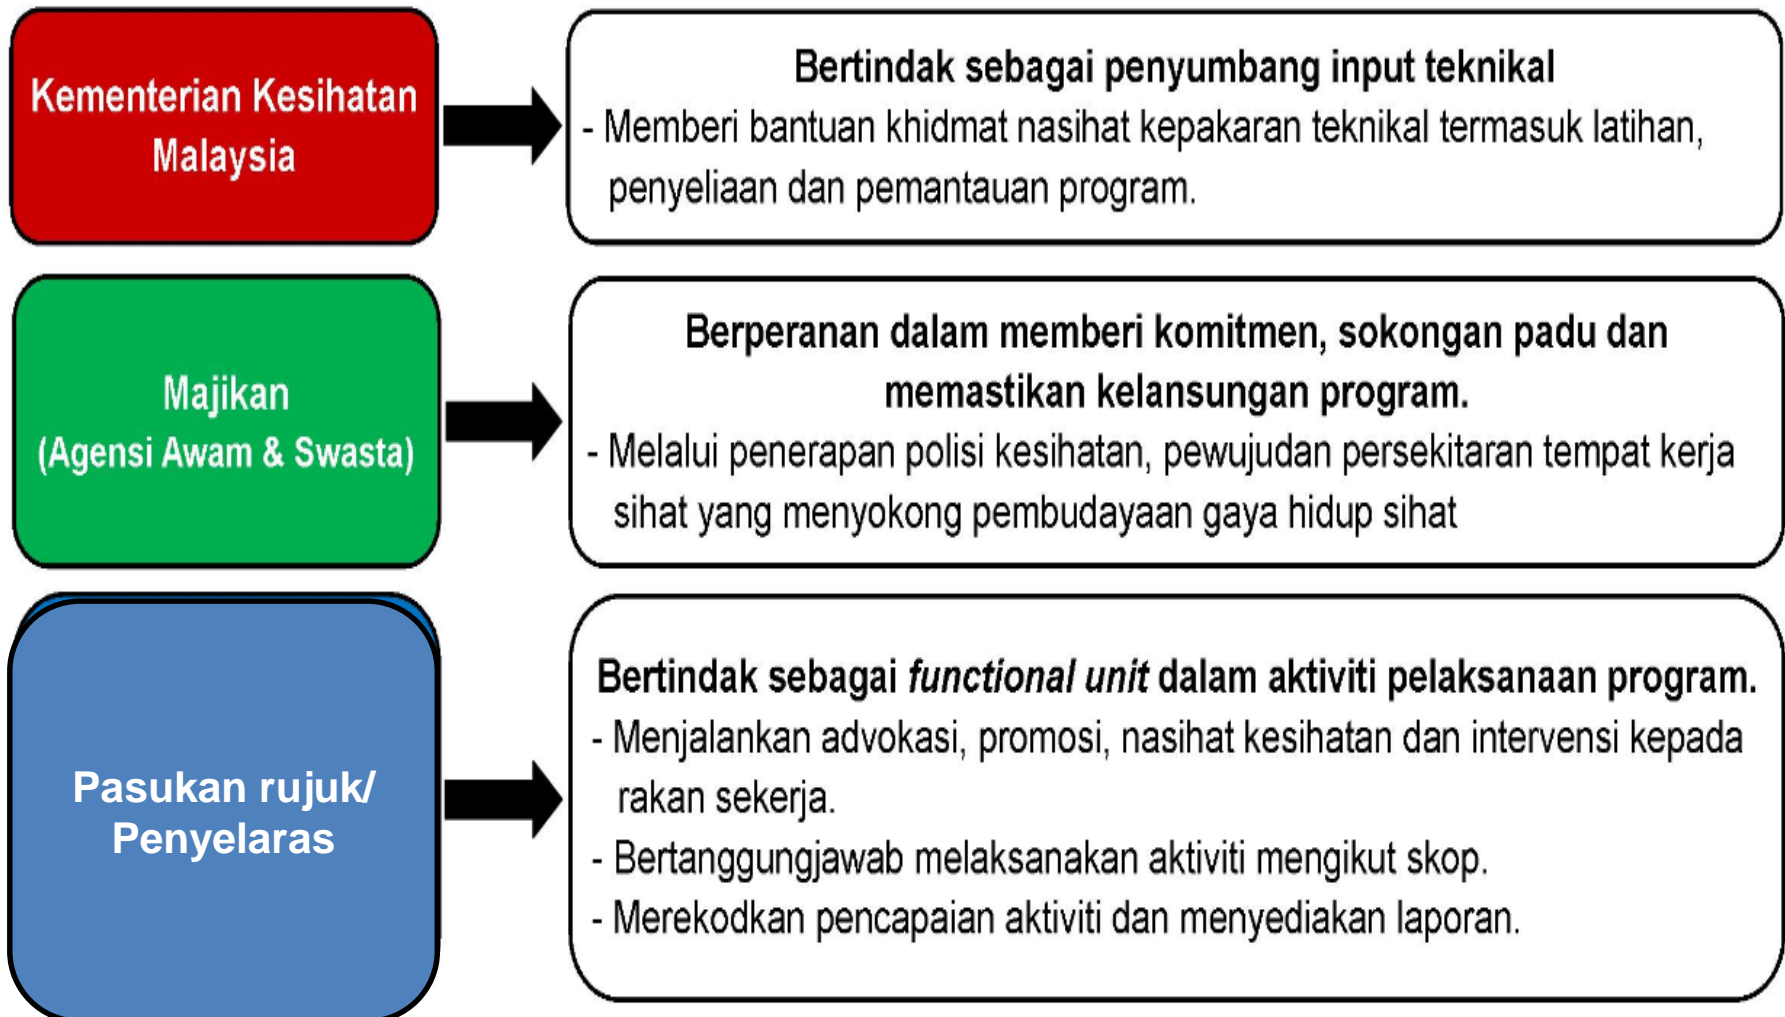 Kementerian Kesihatan
Malaysia
Bertindak sebagai penyumbang input teknikal
- Memberi bantuan khidmat nasihat kepakaran teknikal termasuk latihan,
penyeliaan dan pemantauan program.
Majikan
(Agensi Awam & Swasta)
Berperanan dalam memberi komitmen, sokongan padu dan
memastikan kelansungan program.
- Melalui penerapan polisi kesihatan, pewujudan persekitaran tempat kerja
sihat yang menyokong pembudayaan gaya hidup sihat
Pasukan rujuk/
Penyelaras
Bertindak sebagai functional unit dalam aktiviti pelaksanaan program.
- Menjalankan advokasi, promosi, nasihat kesihatan dan intervensi kepada
rakan sekerja.
- Bertanggungjawab melaksanakan aktiviti mengikut skop.
- Merekodkan pencapaian aktiviti dan menyediakan laporan.